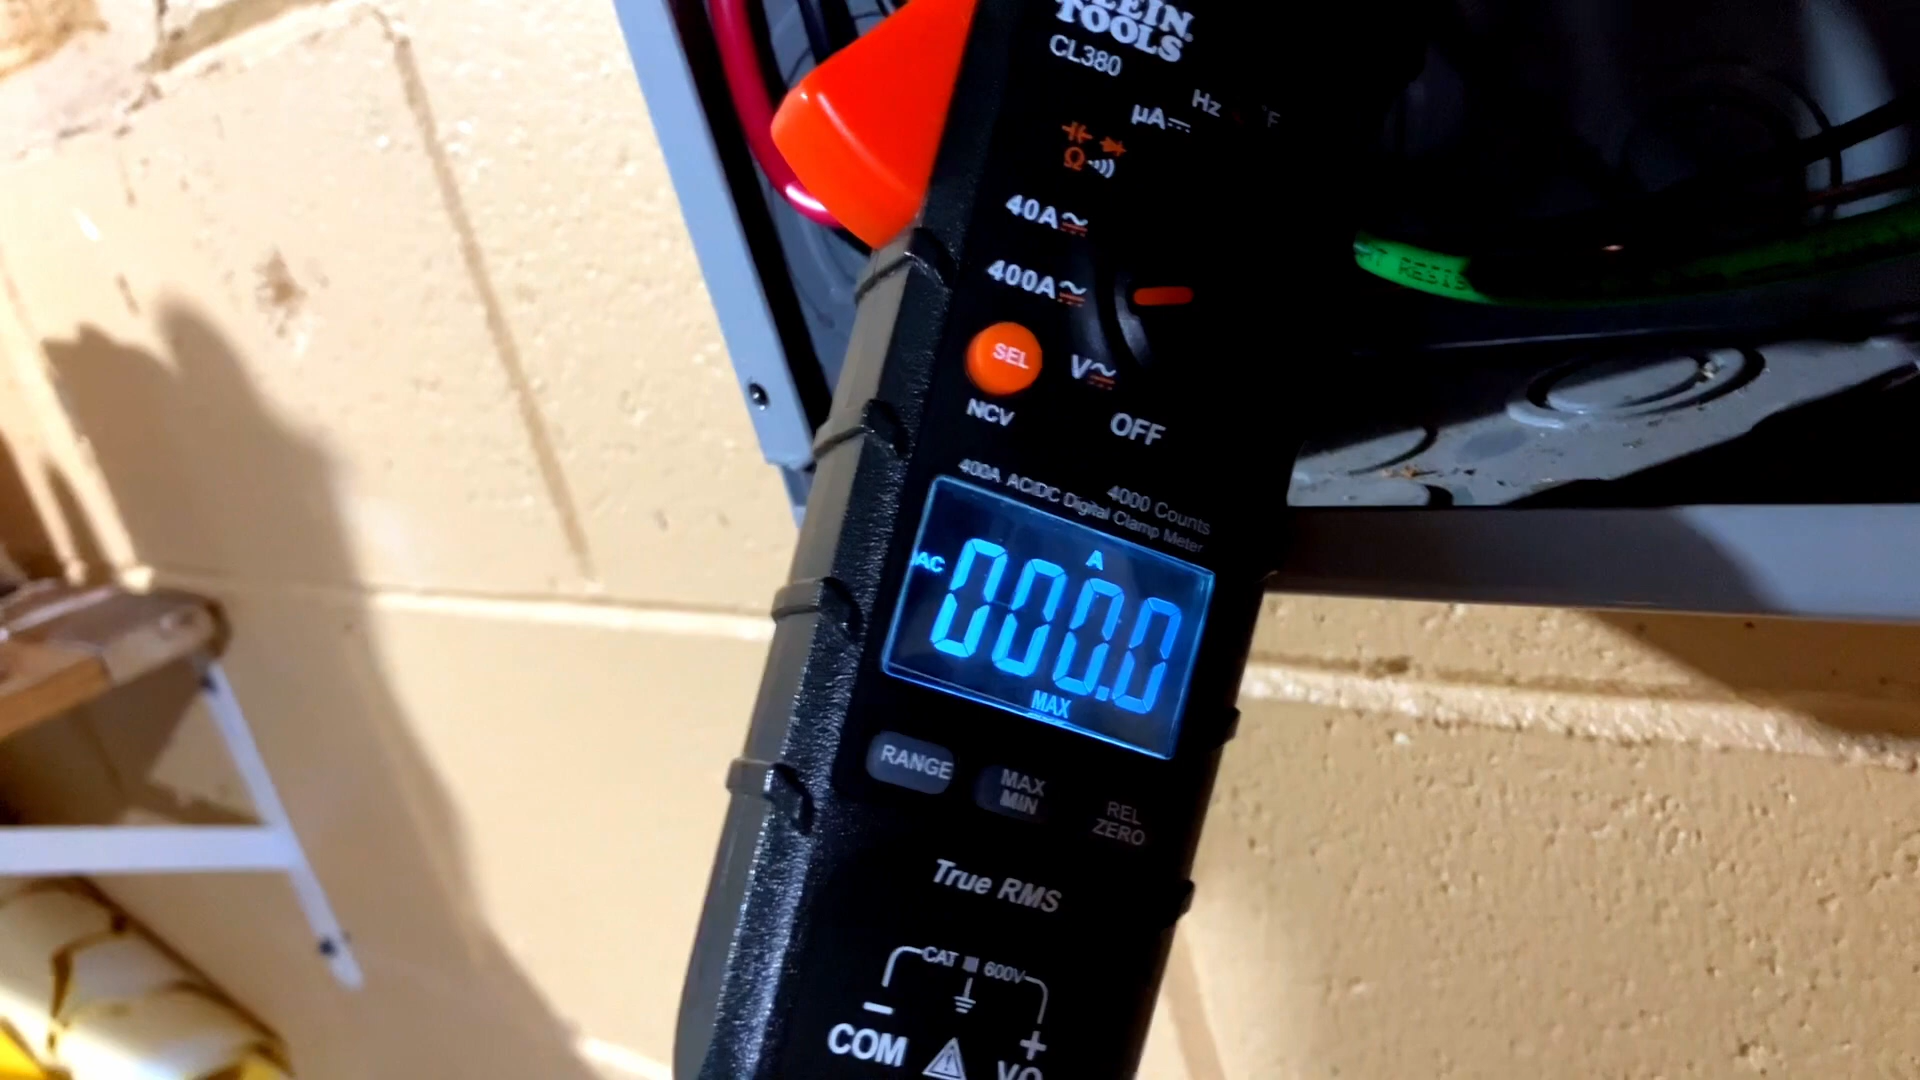 TOOLS
CL380
Hz
µA
Ω
40A
400A
SEL
V
NCV
OFF
400A AC/DC Digital Clamp Meter
4000 Counts
A
AC
000.0
MAX
RANGE
MAX
MIN
REL
ZERO
True RMS
CAT
600V
COM
+
RESIS